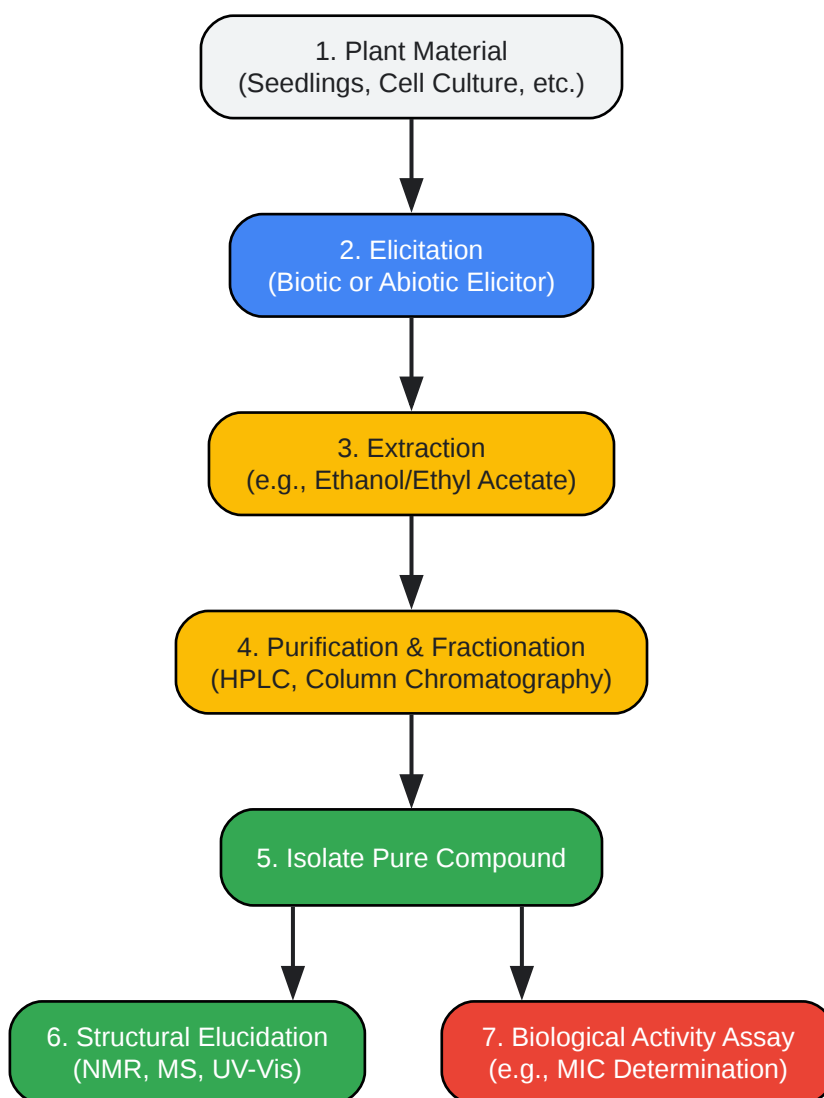 1. Plant Material
(Seedlings, Cell Culture, etc.)
2. Elicitation
(Biotic or Abiotic Elicitor)
3. Extraction
(e.g., Ethanol/Ethyl Acetate)
4. Purification & Fractionation
(HPLC, Column Chromatography)
5. Isolate Pure Compound
6. Structural Elucidation
(NMR, MS, UV-Vis)
7. Biological Activity Assay
(e.g., MIC Determination)